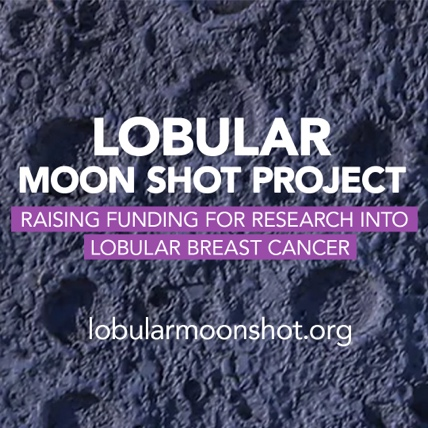 LOBULAR
MOON SHOT PROJECT
RAISING FUNDING FOR RESEARCH INTO
LOBULAR BREAST CANCER
lobularmoonshot.org